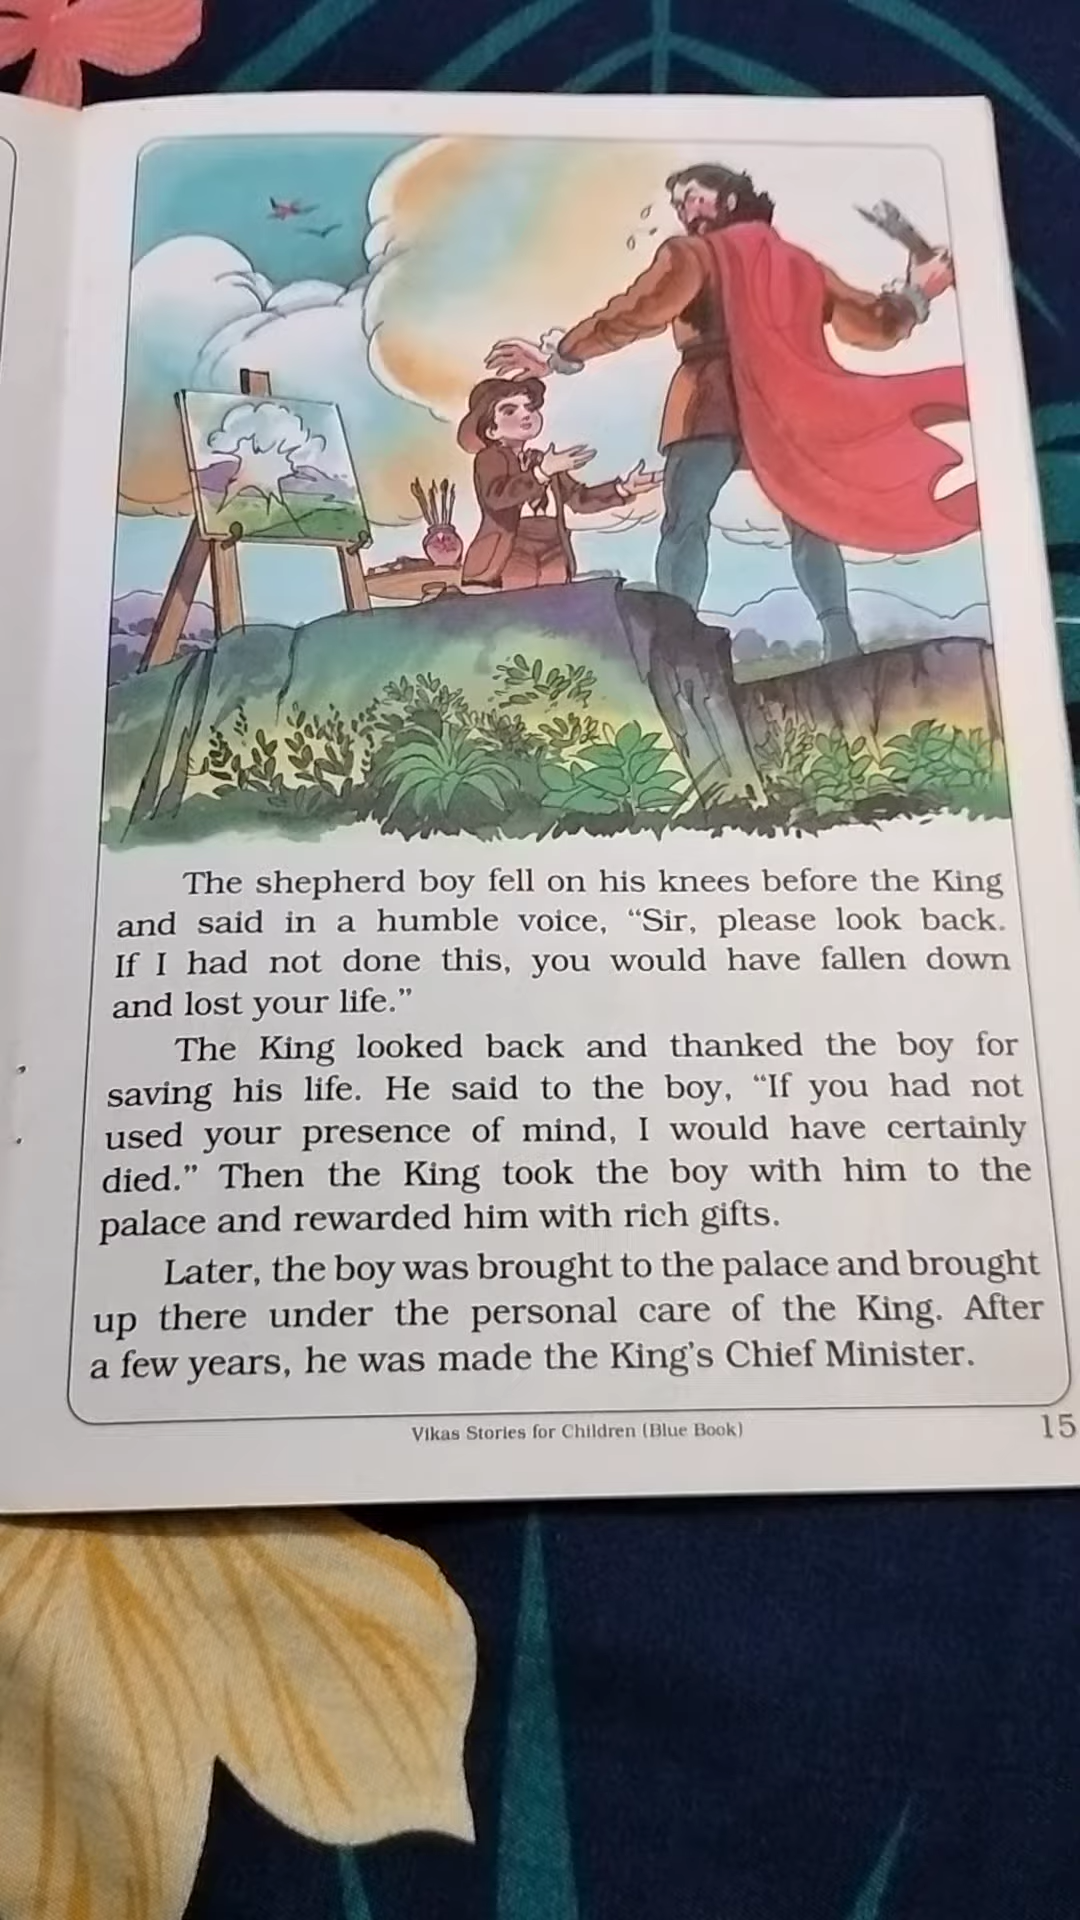 The shepherd boy fell on his knees before the King
and said in a humble voice, “Sir, please look back.
If I had not done this, you would have fallen down
and lost your life.”
The King looked back and thanked the boy for
saving his life. He said to the boy, “If you had not
used your presence of mind, I would have certainly
died.” Then the King took the boy with him to the
palace and rewarded him with rich gifts.
Later, the boy was brought to the palace and brought
up there under the personal care of the King. After
a few years, he was made the King's Chief Minister.
Vikas Stories for Children (Blue Book)
15